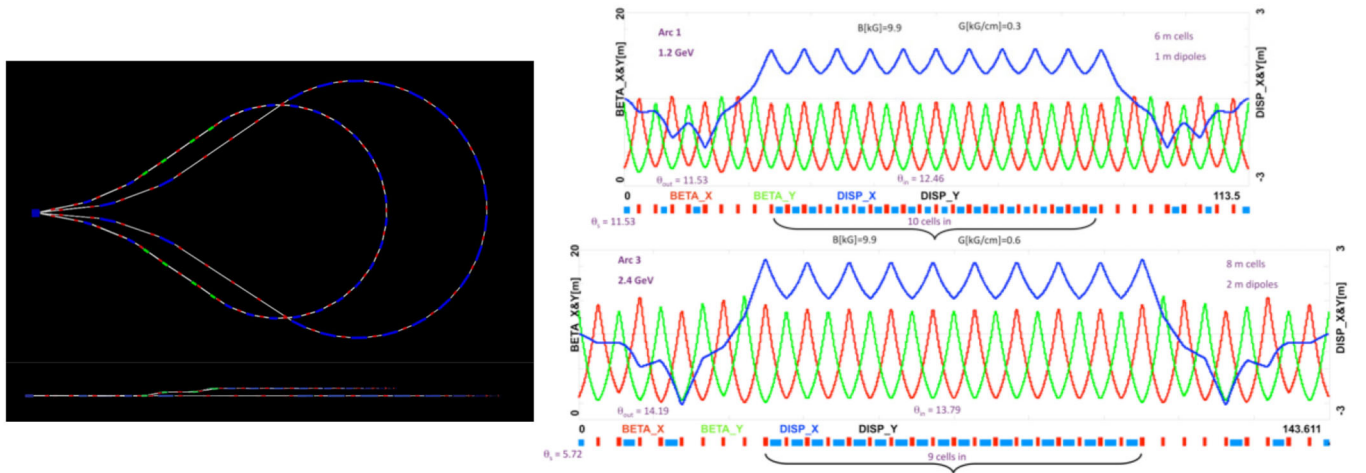 20
3
B[kG]=9.9
G[kG/cm]=0.3
Arc 1
1.2 GeV
6 m cells
1 m dipoles
BETA_X&Y[m]
DISP_X&Y[m]
0
-3
θout = 11.53
θin = 12.46
0
BETA_X
BETA_Y
DISP_X
DISP_Y
113.5
θs = 11.53
10 cells in
B[kG]=9.9
G[kG/cm]=0.6
20
3
Arc 3
2.4 GeV
8 m cells
2 m dipoles
BETA_X&Y[m]
DISP_X&Y[m]
0
-3
θout = 14.19
θin = 13.79
0
BETA_X
BETA_Y
DISP_X
DISP_Y
143.611
θs = 5.72
9 cells in